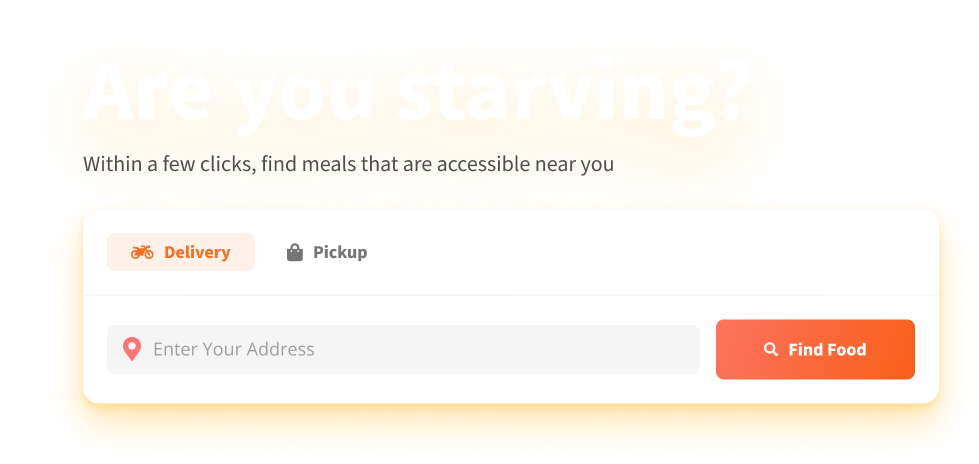 Are you starving?
Within a few clicks, find meals that are accessible near you
Delivery
Pickup
Enter Your Address
Find Food